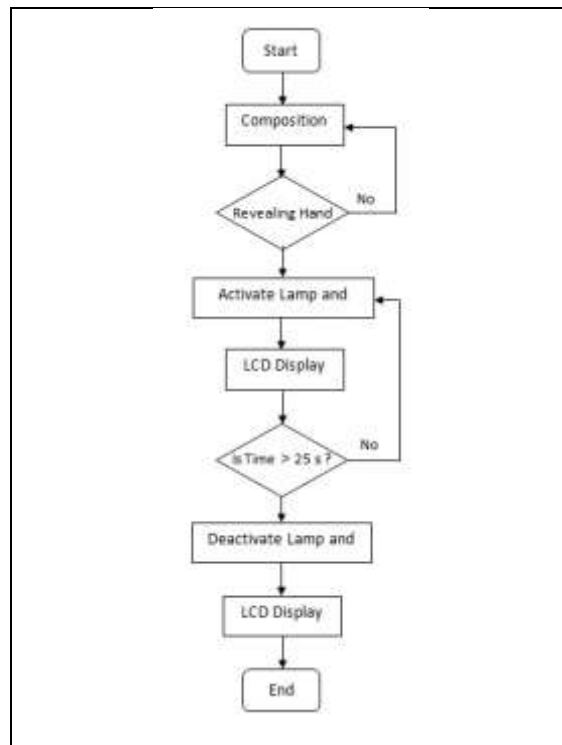 Start
Composition
No
Revealing Hand
Activate Lamp and
LCD Display
No
Is Time > 25 s ?
Deactivate Lamp and
LCD Display
End